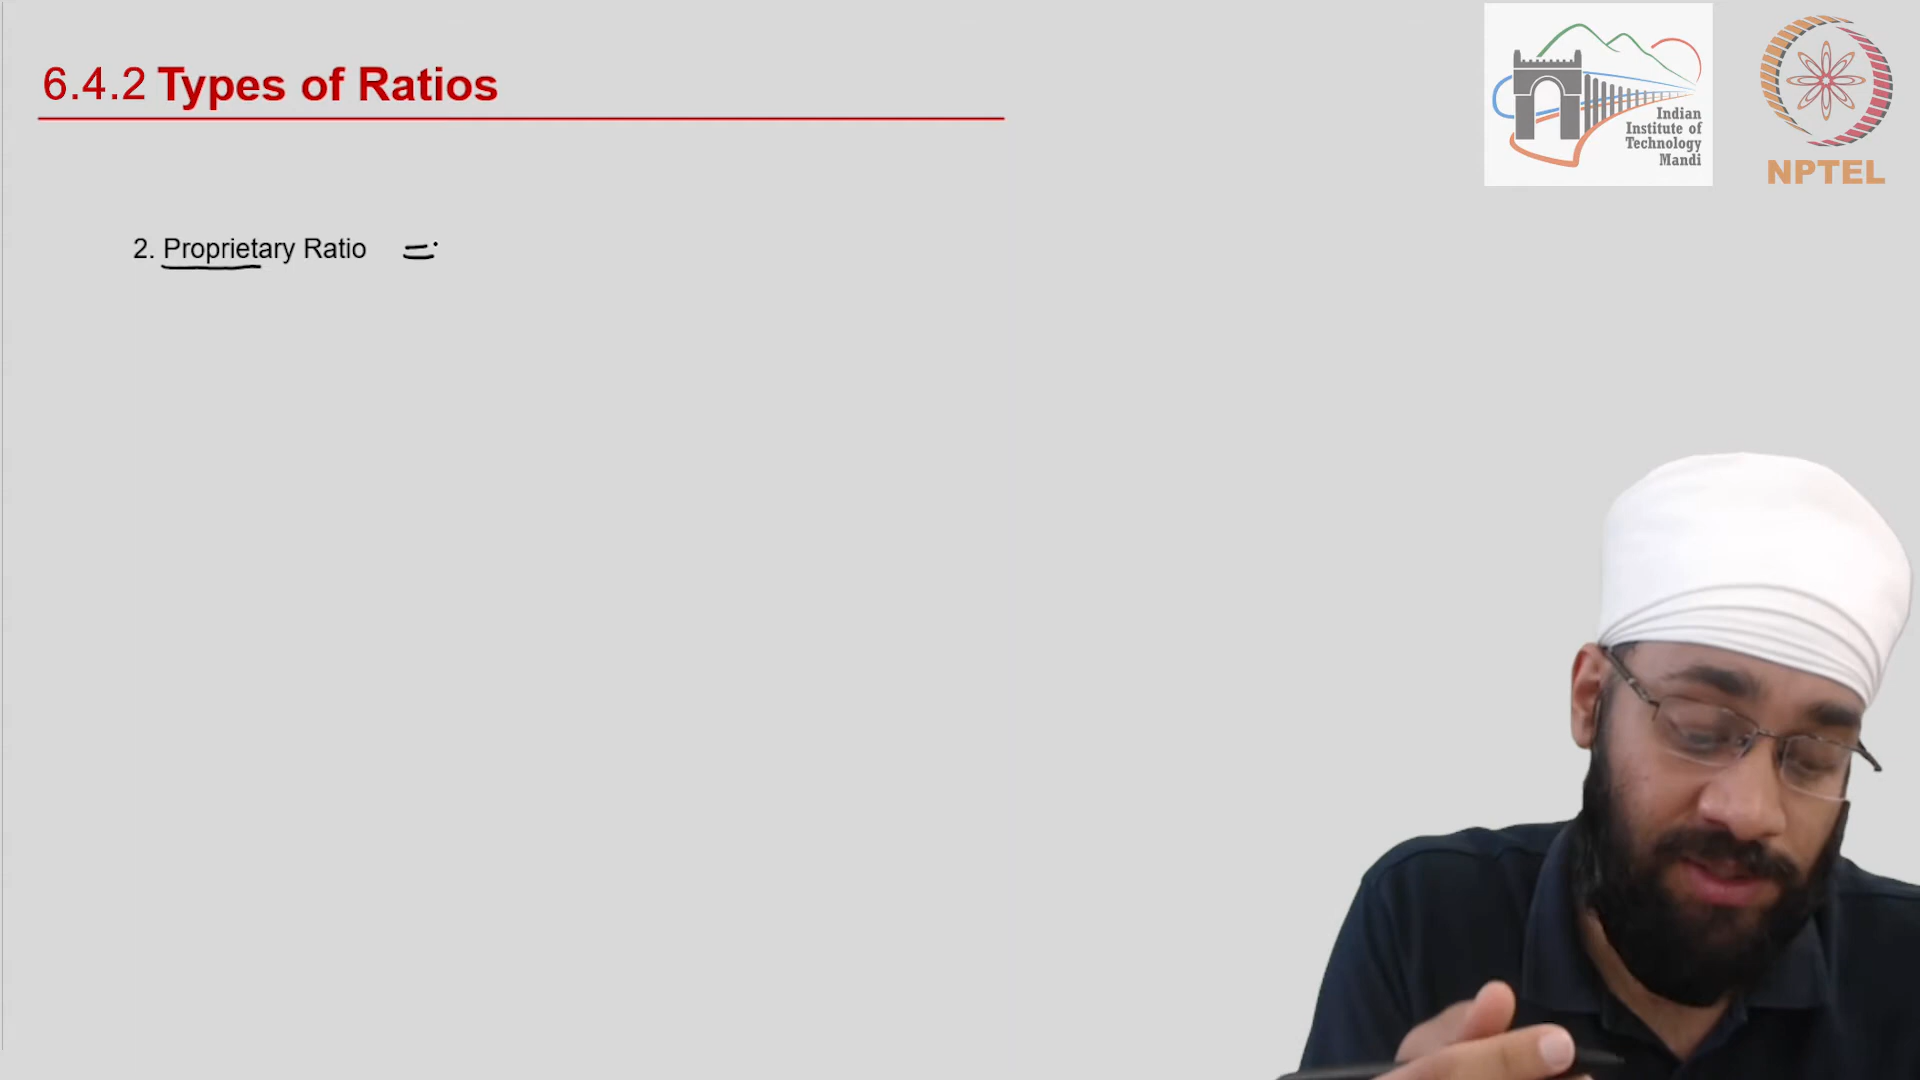 6.4.2 Types of Ratios
Indian
Institute of
Technology
Mandi
NPTEL
2. Proprietary Ratio =